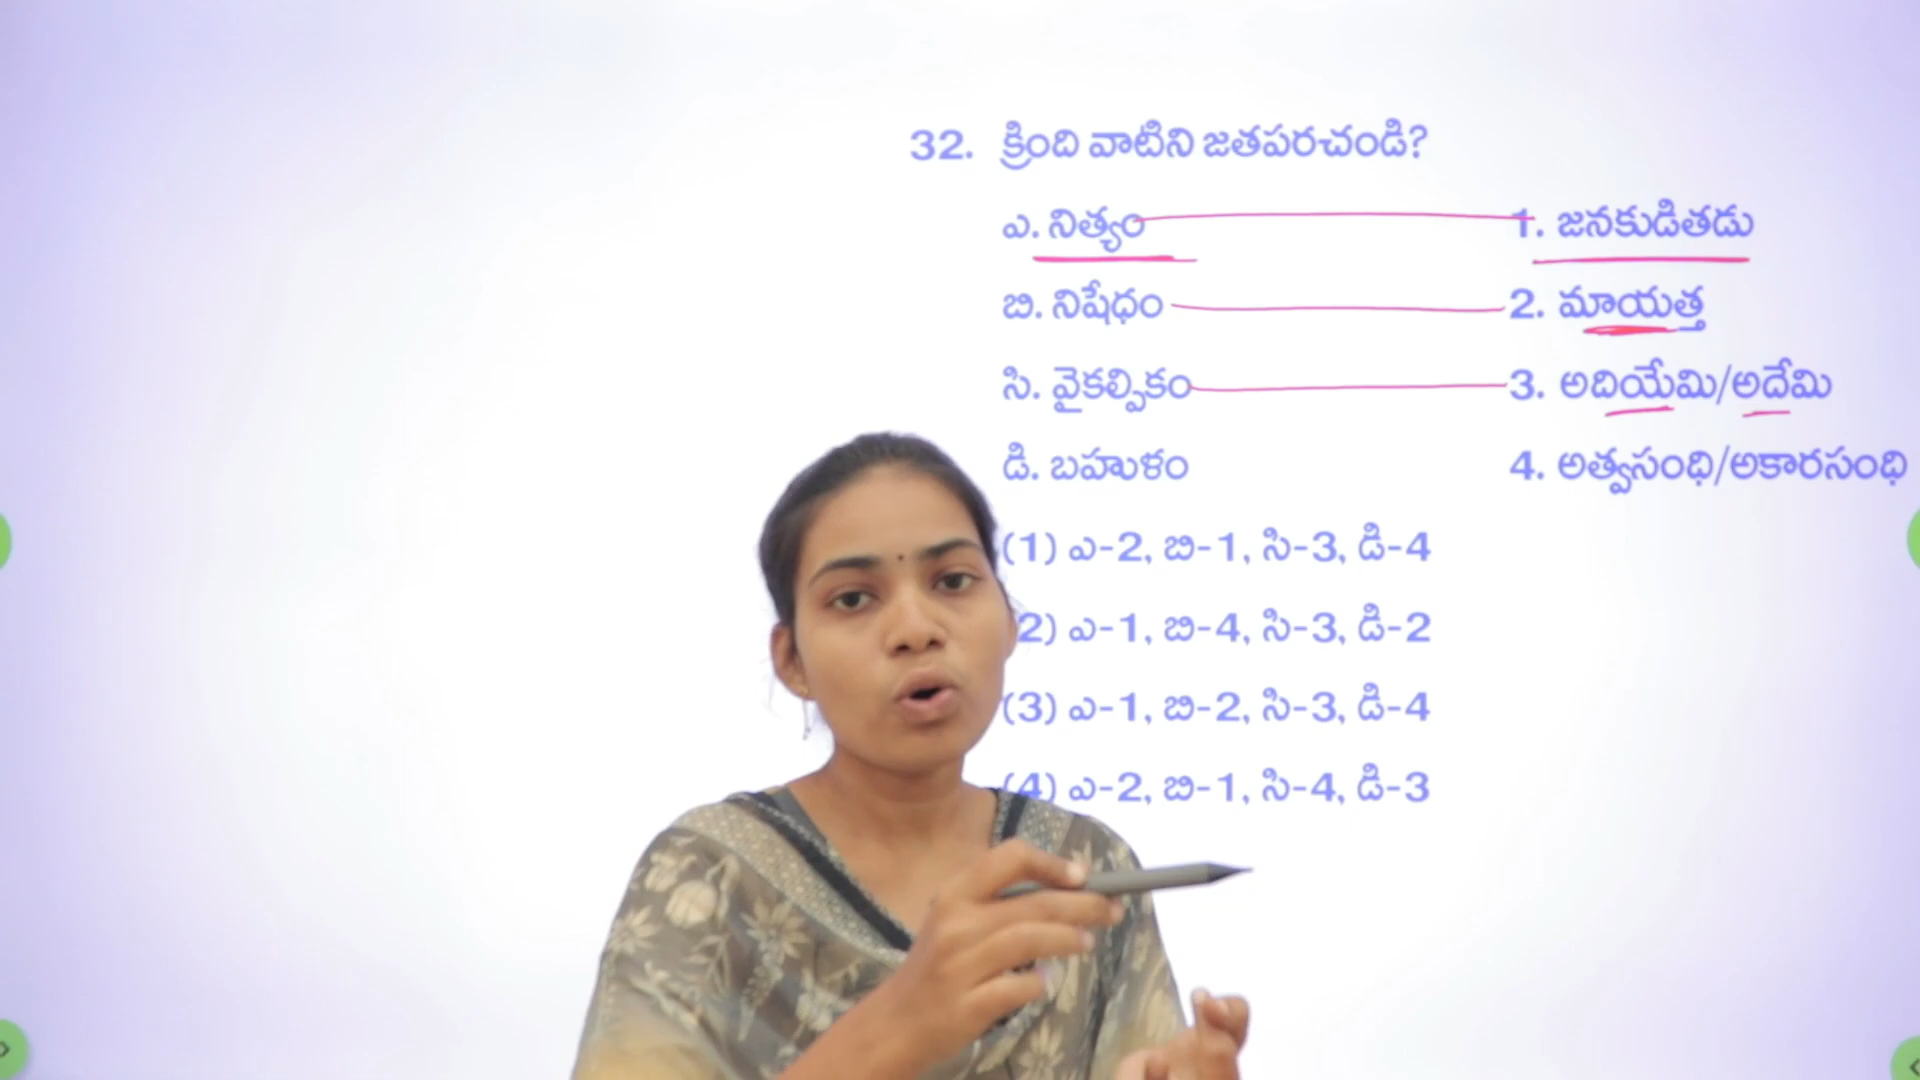 32. క్రింది వాటిని జతపరచండి?
ఎ. నిత్యం 1. జనకుడితడు
బి. నిషేధం 2. మాయత్త
సి. వైకల్పికం 3. అదియేమి/అదేమి
డి. బహుళం 4. అత్వసంధి/అకారసంధి
(1) ఎ-2, బి-1, సి-3, డి-4
2) ఎ-1, బి-4, సి-3, డి-2
(3) ఎ-1, బి-2, సి-3, డి-4
(4) ఎ-2, బి-1, సి-4, డి-3